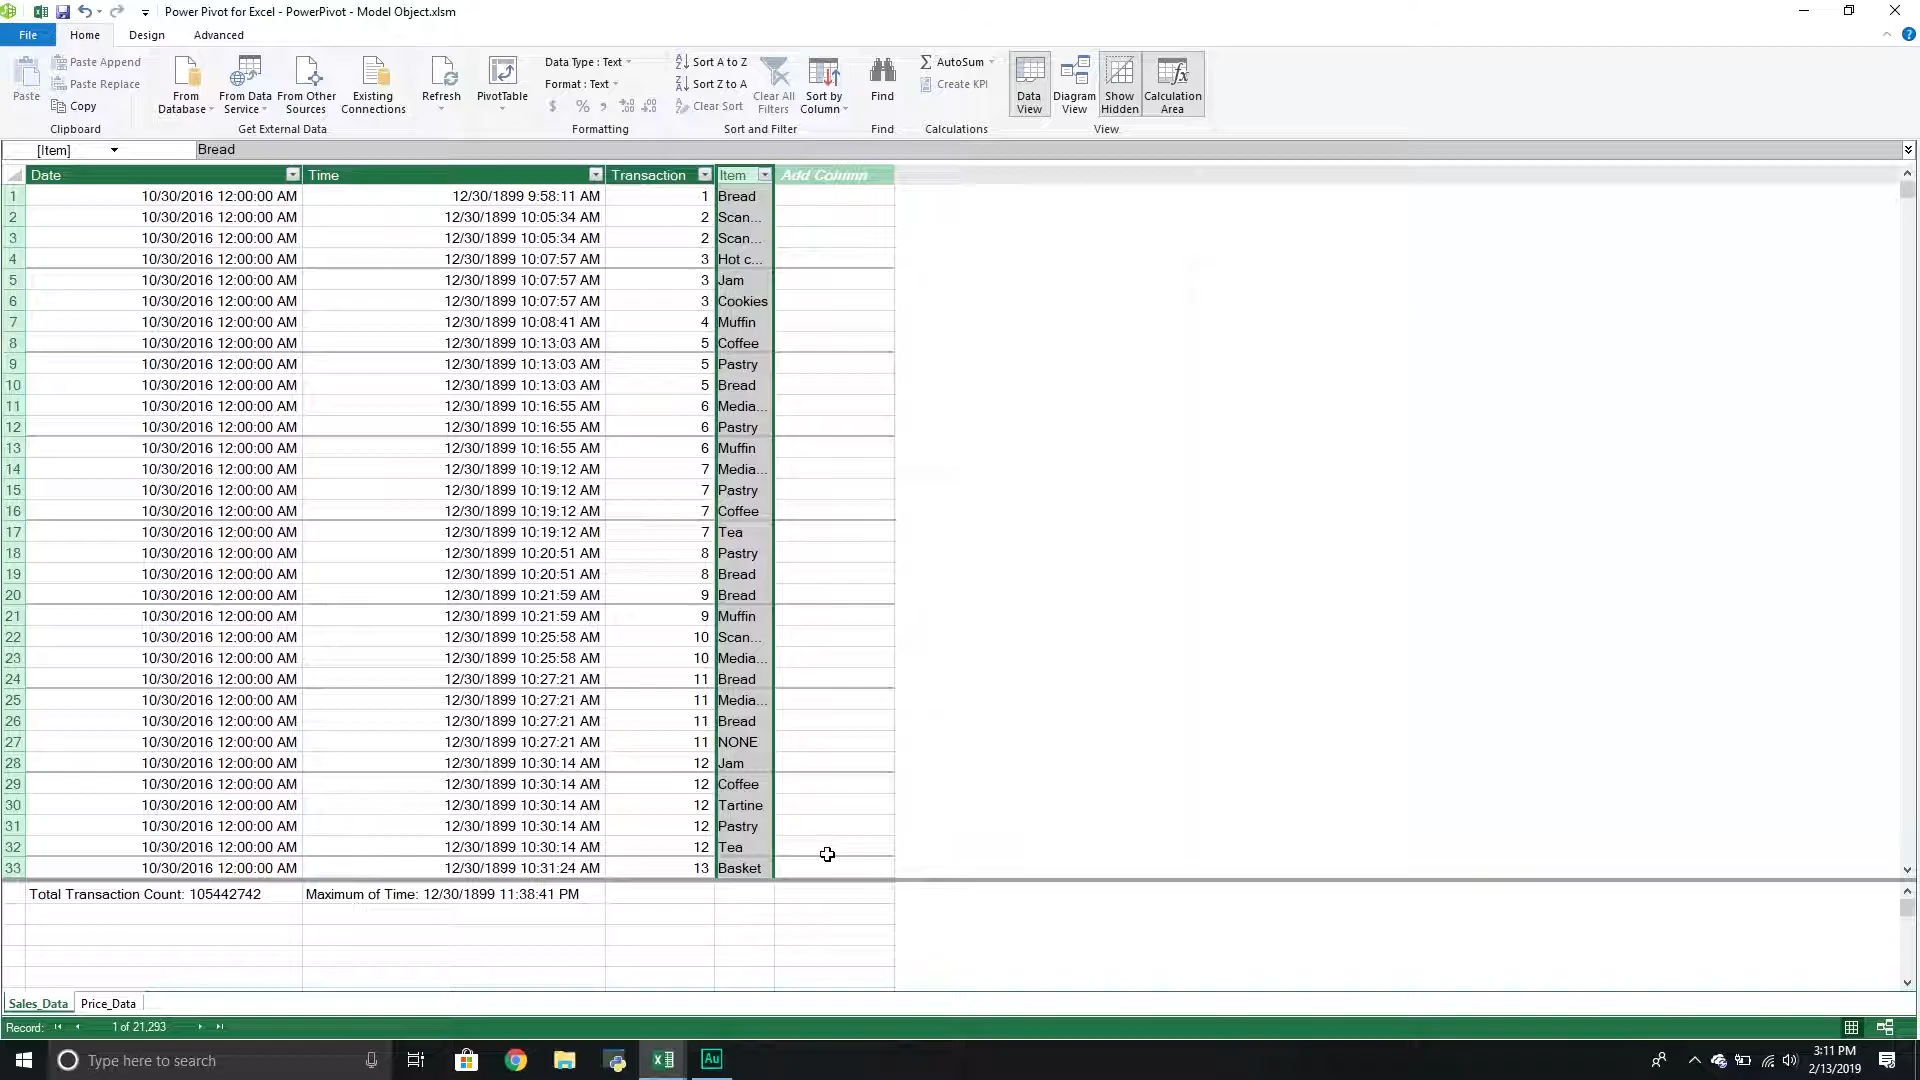 Power Pivot for Excel - PowerPivot - Model Object.xlsm
File Home Design Advanced
Paste
Paste Append
Paste Replace
Copy
Clipboard
From Database
From Data Service
From Other Sources
Existing Connections
Get External Data
Refresh
PivotTable
Data Type : Text
Format : Text
$ % ,
Formatting
Sort A to Z
Sort Z to A
Clear Sort
Clear All Filters
Sort by Column
Sort and Filter
Find
Find
AutoSum
Create KPI
Calculations
Data View
Diagram View
Show Hidden
Calculation Area
View
[Item] Bread
Date Time Transaction Item Add Column
1 10/30/2016 12:00:00 AM 12/30/1899 9:58:11 AM 1 Bread
2 10/30/2016 12:00:00 AM 12/30/1899 10:05:34 AM 2 Scan...
3 10/30/2016 12:00:00 AM 12/30/1899 10:05:34 AM 2 Scan...
4 10/30/2016 12:00:00 AM 12/30/1899 10:07:57 AM 3 Hot c...
5 10/30/2016 12:00:00 AM 12/30/1899 10:07:57 AM 3 Jam
6 10/30/2016 12:00:00 AM 12/30/1899 10:07:57 AM 3 Cookies
7 10/30/2016 12:00:00 AM 12/30/1899 10:08:41 AM 4 Muffin
8 10/30/2016 12:00:00 AM 12/30/1899 10:13:03 AM 5 Coffee
9 10/30/2016 12:00:00 AM 12/30/1899 10:13:03 AM 5 Pastry
10 10/30/2016 12:00:00 AM 12/30/1899 10:13:03 AM 5 Bread
11 10/30/2016 12:00:00 AM 12/30/1899 10:16:55 AM 6 Media...
12 10/30/2016 12:00:00 AM 12/30/1899 10:16:55 AM 6 Pastry
13 10/30/2016 12:00:00 AM 12/30/1899 10:16:55 AM 6 Muffin
14 10/30/2016 12:00:00 AM 12/30/1899 10:19:12 AM 7 Media...
15 10/30/2016 12:00:00 AM 12/30/1899 10:19:12 AM 7 Pastry
16 10/30/2016 12:00:00 AM 12/30/1899 10:19:12 AM 7 Coffee
17 10/30/2016 12:00:00 AM 12/30/1899 10:19:12 AM 7 Tea
18 10/30/2016 12:00:00 AM 12/30/1899 10:20:51 AM 8 Pastry
19 10/30/2016 12:00:00 AM 12/30/1899 10:20:51 AM 8 Bread
20 10/30/2016 12:00:00 AM 12/30/1899 10:21:59 AM 9 Bread
21 10/30/2016 12:00:00 AM 12/30/1899 10:21:59 AM 9 Muffin
22 10/30/2016 12:00:00 AM 12/30/1899 10:25:58 AM 10 Scan...
23 10/30/2016 12:00:00 AM 12/30/1899 10:25:58 AM 10 Media...
24 10/30/2016 12:00:00 AM 12/30/1899 10:27:21 AM 11 Bread
25 10/30/2016 12:00:00 AM 12/30/1899 10:27:21 AM 11 Media...
26 10/30/2016 12:00:00 AM 12/30/1899 10:27:21 AM 11 Bread
27 10/30/2016 12:00:00 AM 12/30/1899 10:27:21 AM 11 NONE
28 10/30/2016 12:00:00 AM 12/30/1899 10:30:14 AM 12 Jam
29 10/30/2016 12:00:00 AM 12/30/1899 10:30:14 AM 12 Coffee
30 10/30/2016 12:00:00 AM 12/30/1899 10:30:14 AM 12 Tartine
31 10/30/2016 12:00:00 AM 12/30/1899 10:30:14 AM 12 Pastry
32 10/30/2016 12:00:00 AM 12/30/1899 10:30:14 AM 12 Tea
33 10/30/2016 12:00:00 AM 12/30/1899 10:31:24 AM 13 Basket
Total Transaction Count: 105442742 Maximum of Time: 12/30/1899 11:38:41 PM
Sales_Data Price_Data
Record: 1 of 21,293
Type here to search
Au
3:11 PM
2/13/2019